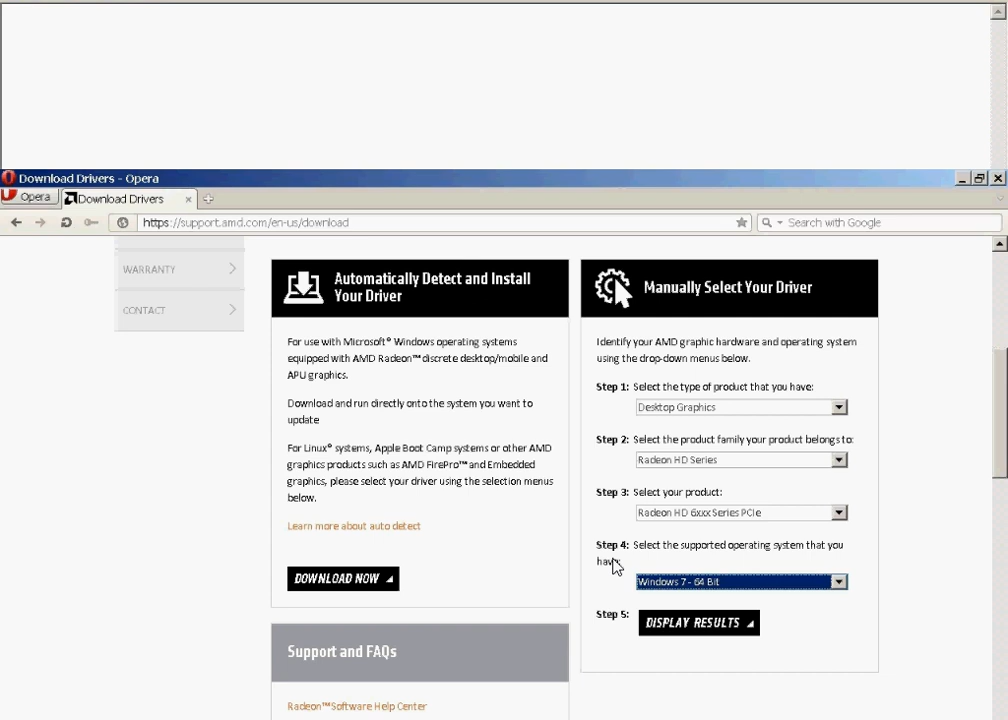 Download Drivers - Opera
Opera
Download Drivers
https://support.amd.com/en-us/download
Search with Google
WARRANTY
CONTACT
Automatically Detect and Install
Your Driver
For use with Microsoft® Windows operating systems
equipped with AMD Radeon™ discrete desktop/mobile and
APU graphics.
Download and run directly onto the system you want to
update
For Linux® systems, Apple Boot Camp systems or other AMD
graphics products such as AMD FirePro™ and Embedded
graphics, please select your driver using the selection menus
below.
Learn more about auto detect
DOWNLOAD NOW
Support and FAQs
Radeon™ Software Help Center
Manually Select Your Driver
Identify your AMD graphic hardware and operating system
using the drop-down menus below.
Step 1: Select the type of product that you have:
Desktop Graphics
Step 2: Select the product family your product belongs to:
Radeon HD Series
Step 3: Select your product:
Radeon HD 6xxx Series PCIe
Step 4: Select the supported operating system that you
have:
Windows 7 - 64 Bit
Step 5:
DISPLAY RESULTS